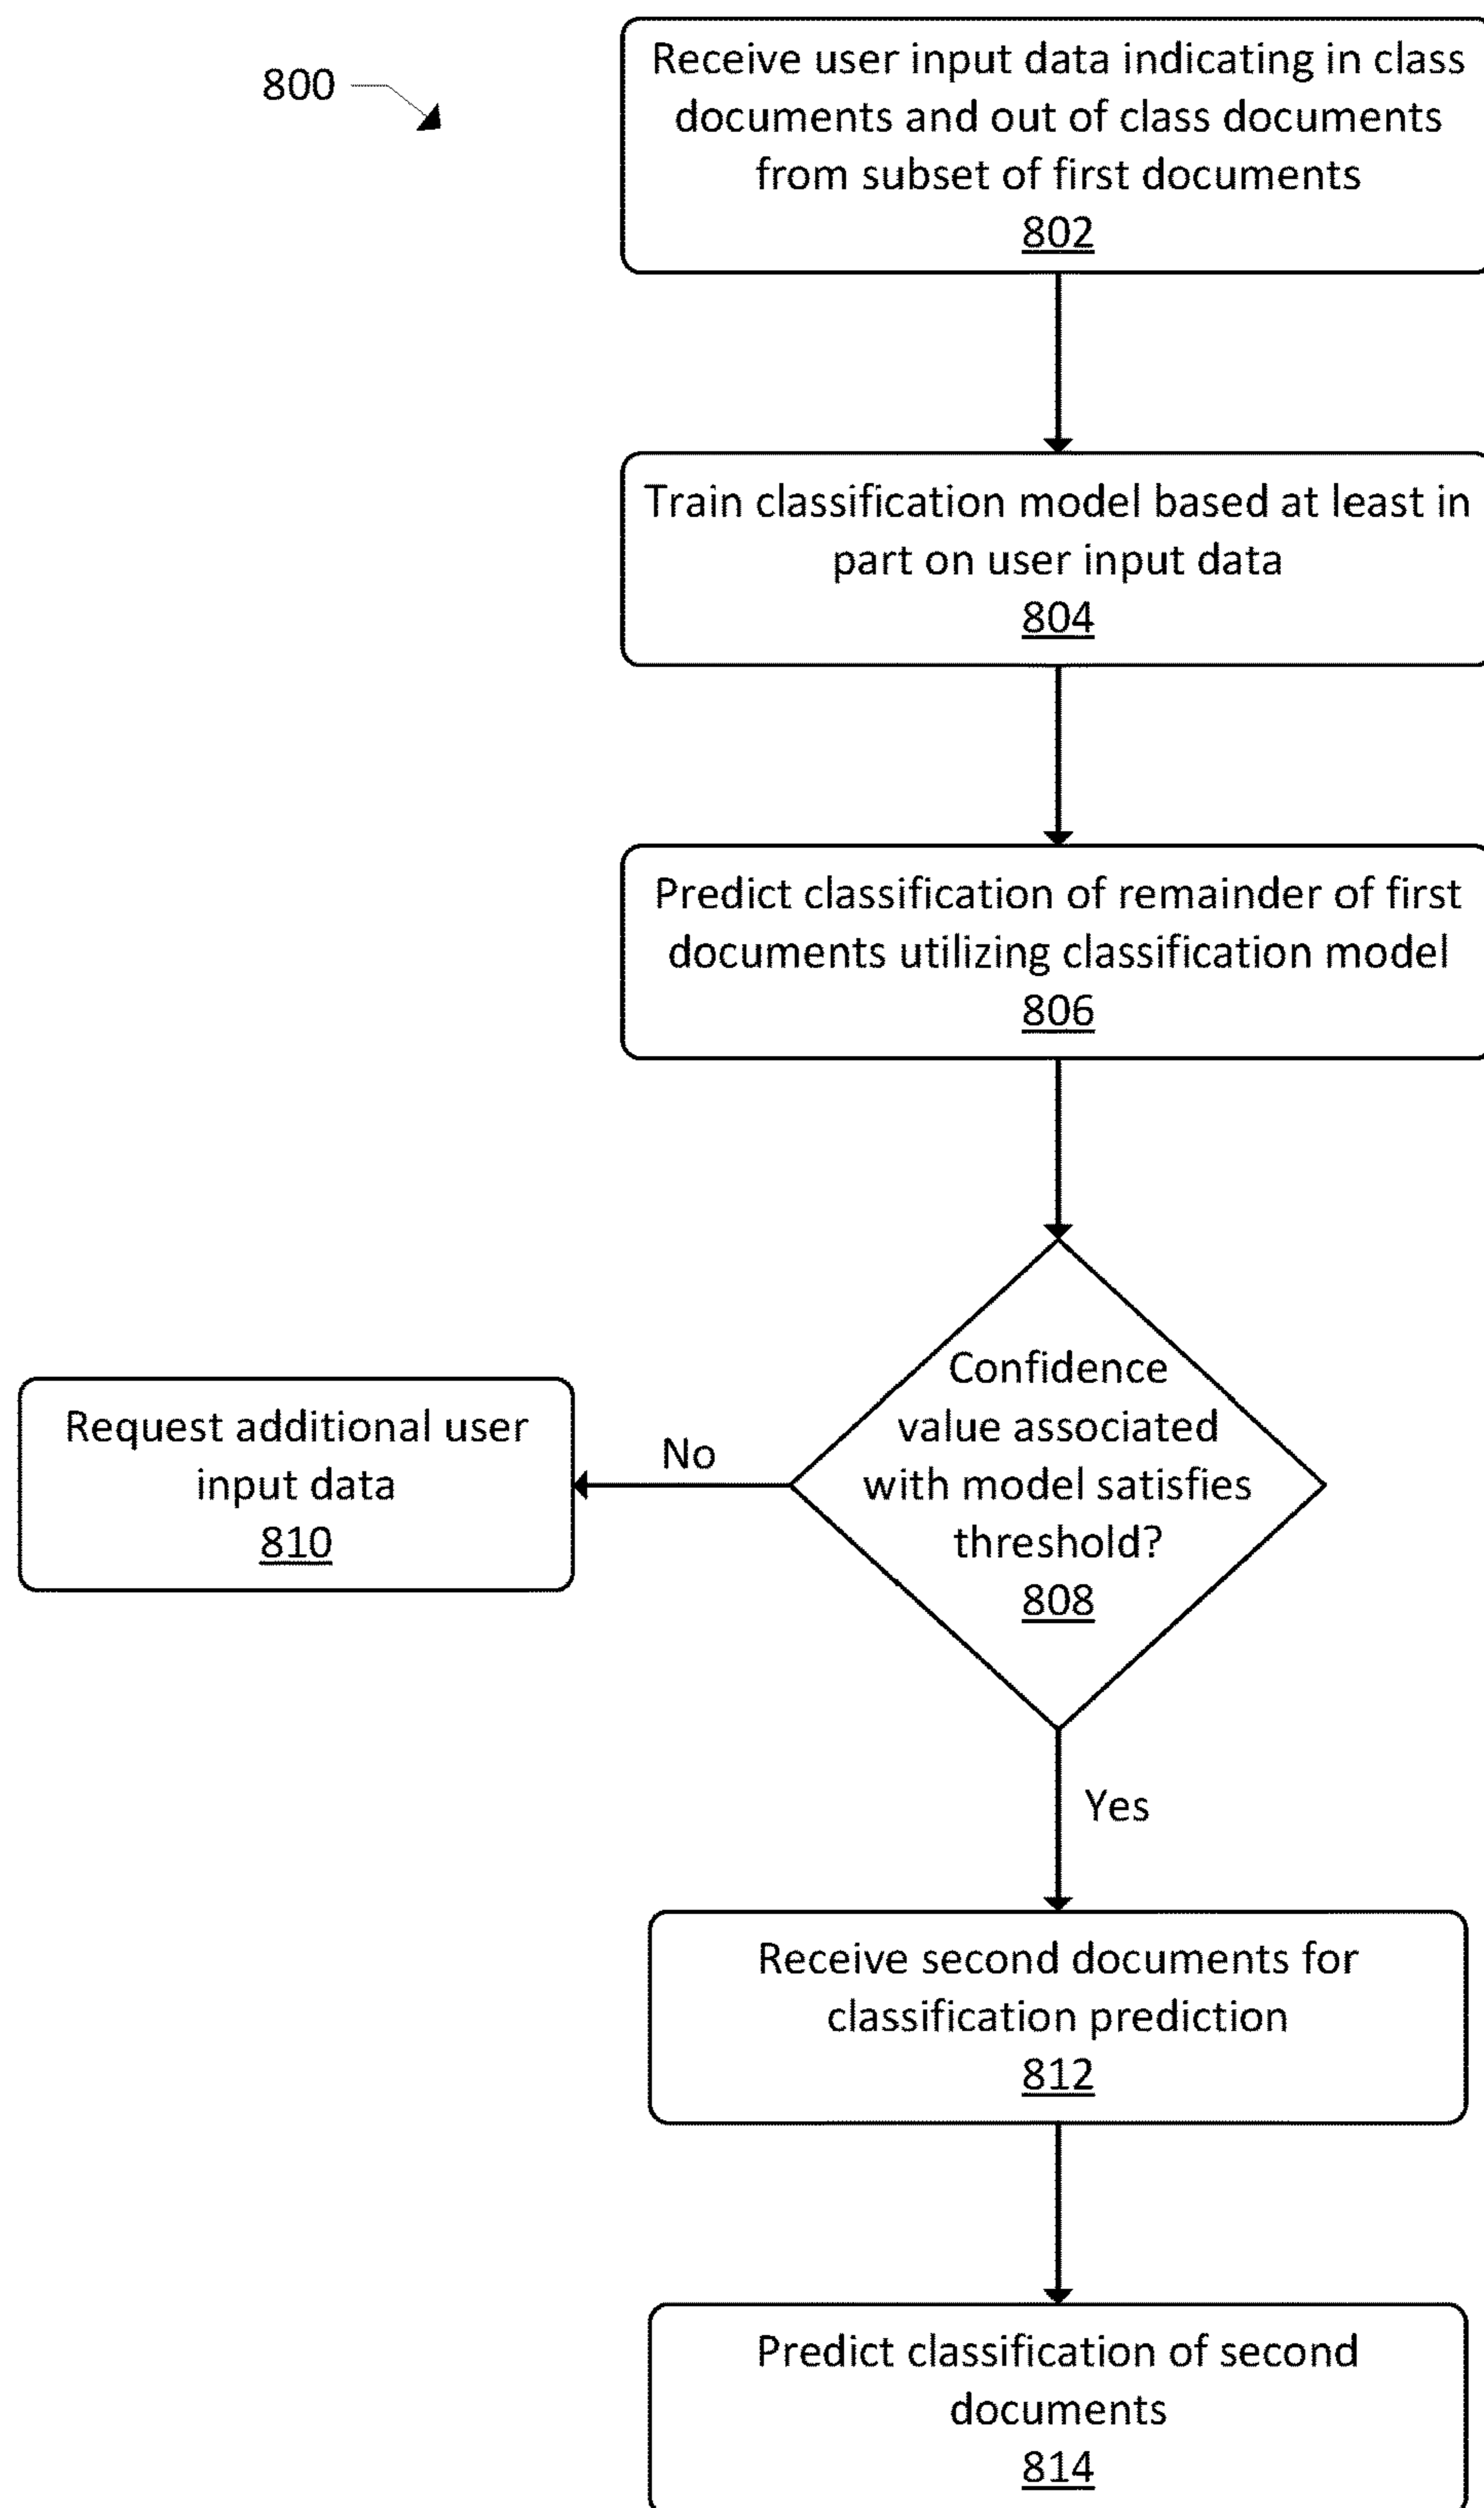 800
Receive user input data indicating in class
documents and out of class documents
from subset of first documents
802
Train classification model based at least in
part on user input data
804
Predict classification of remainder of first
documents utilizing classification model
806
Confidence
value associated
with model satisfies
threshold?
808
No
Request additional user
input data
810
Yes
Receive second documents for
classification prediction
812
Predict classification of second
documents
814